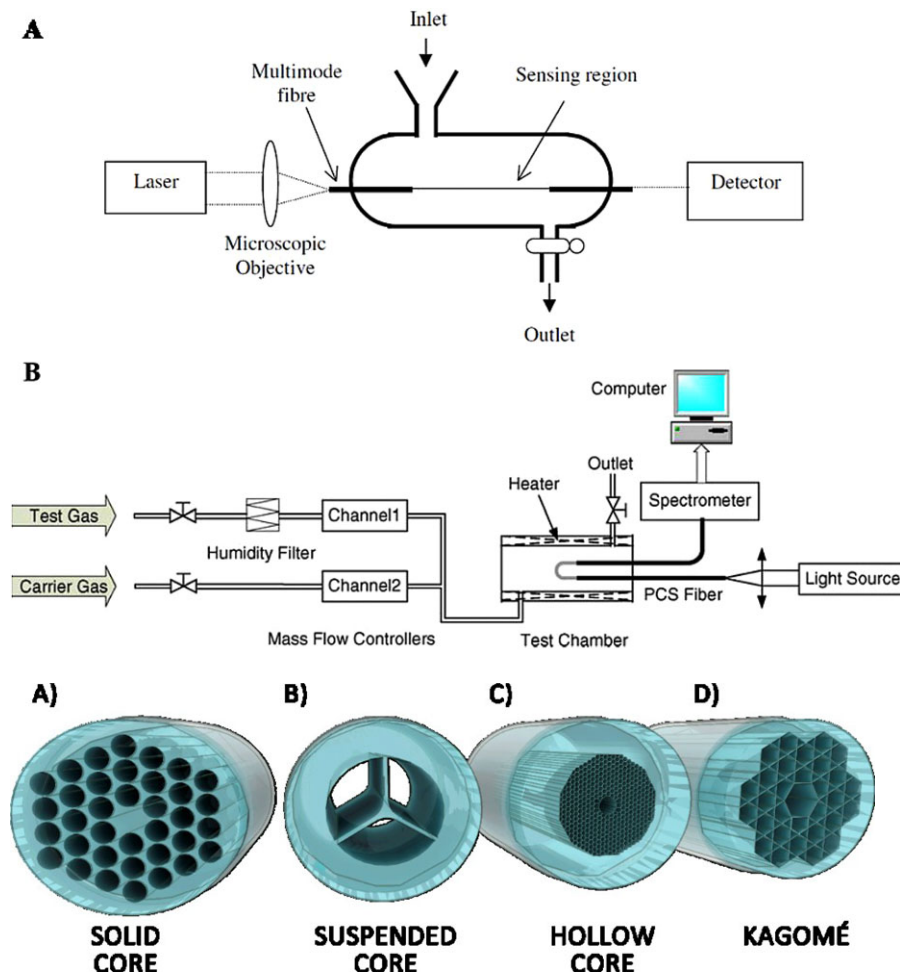 A
Inlet
Multimode
fibre
Sensing region
Laser
Detector
Microscopic
Objective
Outlet
B
Computer
Outlet
Heater
Spectrometer
Test Gas
Channel1
Humidity Filter
Carrier Gas
Channel2
PCS Fiber
Light Source
Mass Flow Controllers
Test Chamber
A)
B)
C)
D)
SOLID
CORE
SUSPENDED
CORE
HOLLOW
CORE
KAGOMÉ